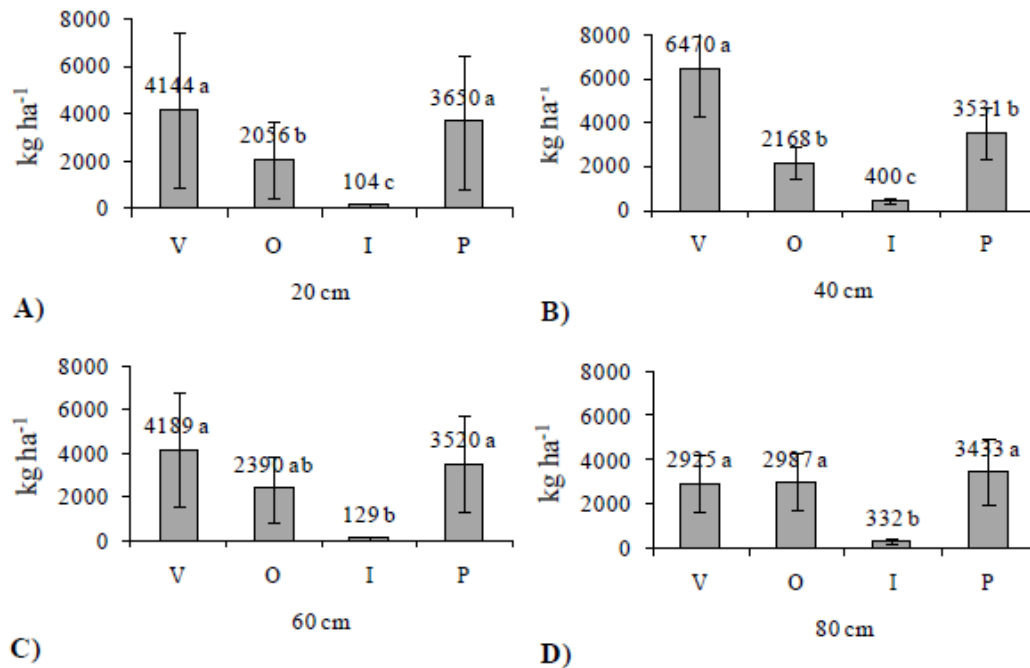 8000
6000
4000
2000
0
kg ha⁻¹
4144 a
2056 b
104 c
3650 a
V O I P
20 cm
A)
8000
6000
4000
2000
0
kg ha⁻¹
6470 a
2168 b
400 c
3531 b
V O I P
40 cm
B)
8000
6000
4000
2000
0
kg ha⁻¹
4189 a
2390 ab
129 b
3520 a
V O I P
60 cm
C)
8000
6000
4000
2000
0
kg ha⁻¹
2925 a
2987 a
332 b
3433 a
V O I P
80 cm
D)